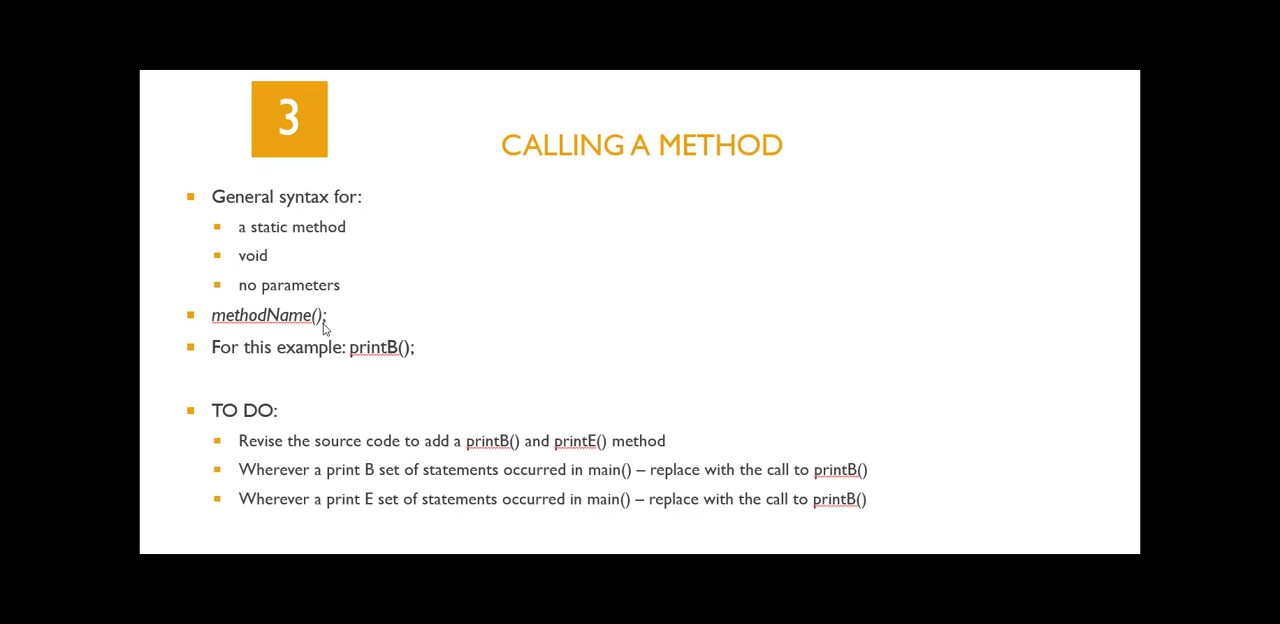 3
CALLING A METHOD
General syntax for:
a static method
void
no parameters
methodName();
For this example: printB();
TO DO:
Revise the source code to add a printB() and printE() method
Wherever a print B set of statements occurred in main() – replace with the call to printB()
Wherever a print E set of statements occurred in main() – replace with the call to printB()